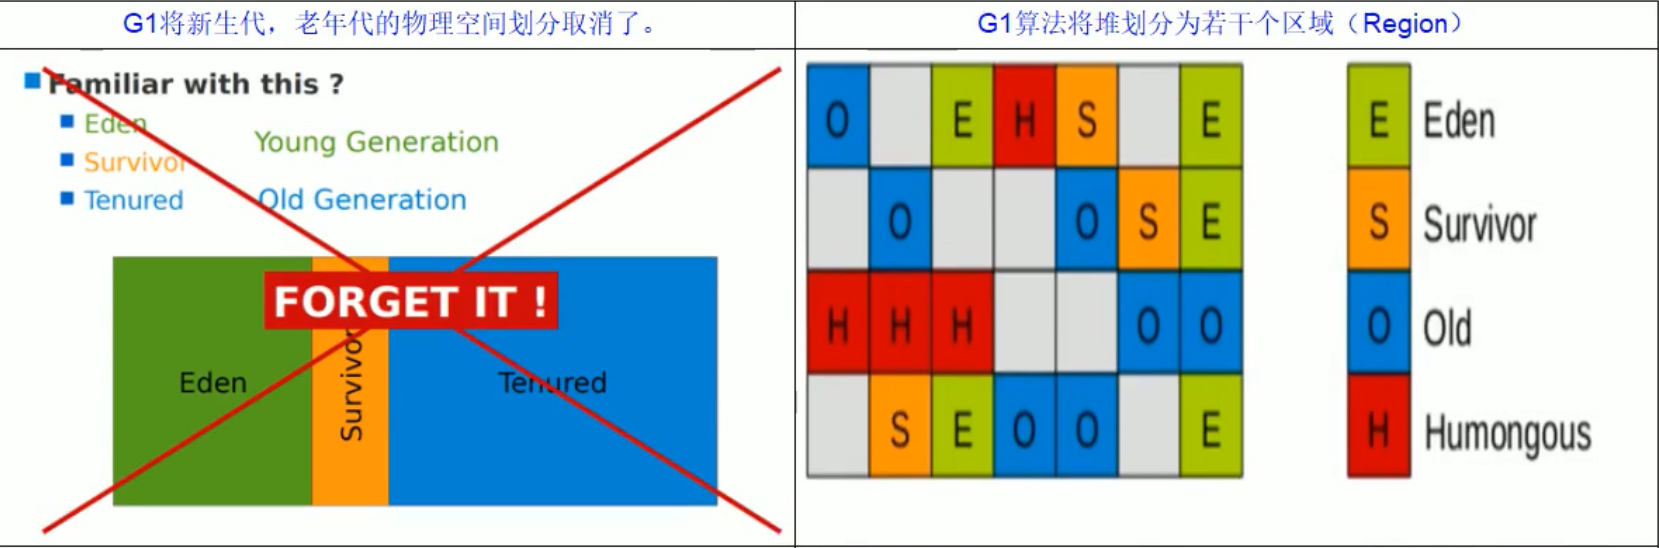 G1将新生代，老年代的物理空间划分取消了。
Familiar with this ?
Eden
Survivor
Tenured
Young Generation
Old Generation
FORGET IT !
Eden
Survivor
Tenured
G1算法将堆划分为若干个区域（Region）
O E H S E
O O S E
H H H O O
S E O O E
E Eden
S Survivor
O Old
H Humongous